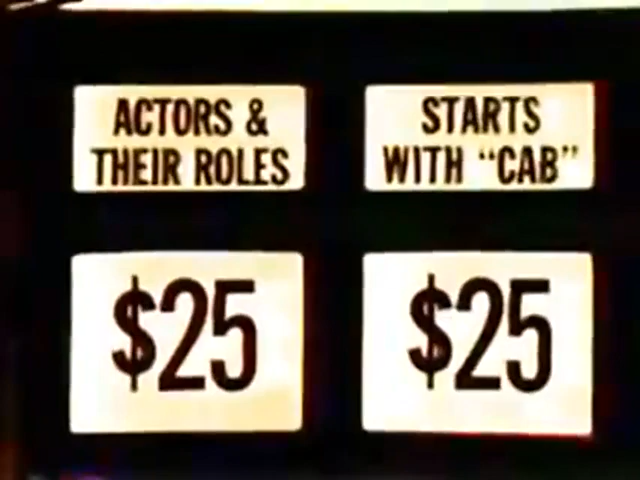 ACTORS &
THEIR ROLES
STARTS
WITH "CAB"
$25
$25